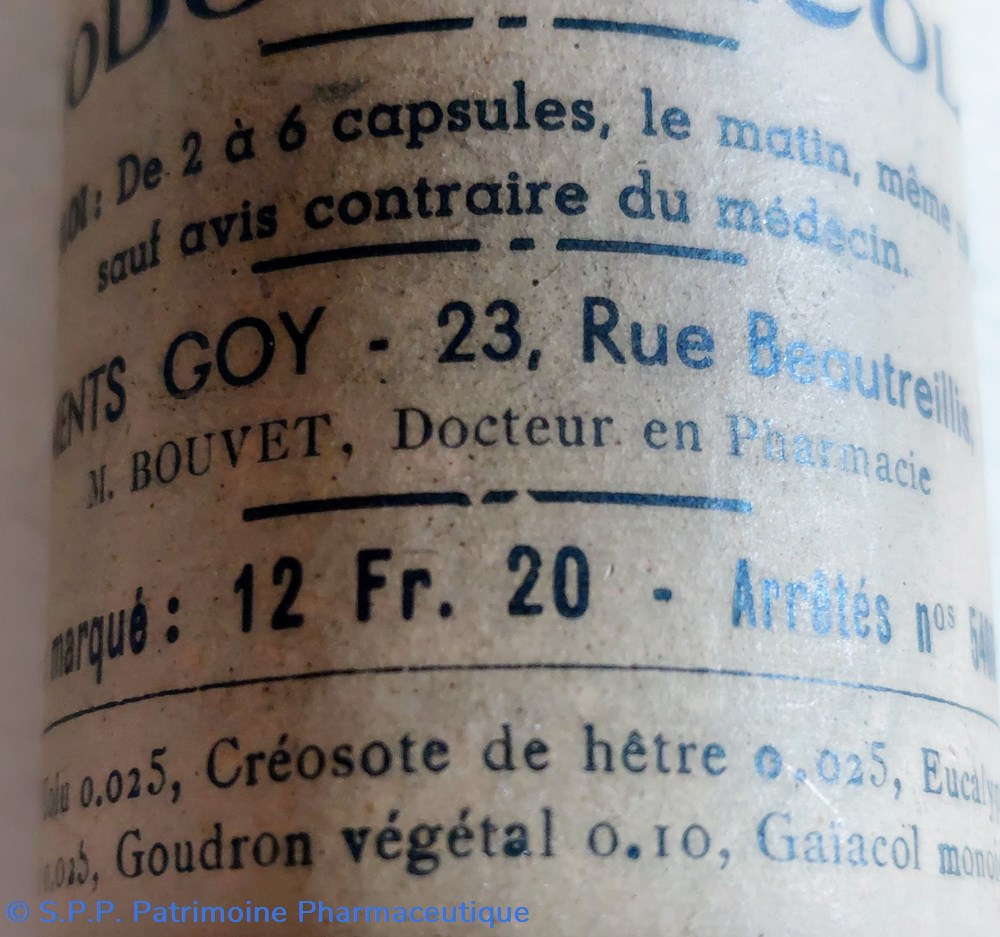 De 2 à 6 capsules, le matin, même
sauf avis contraire du médecin.
GOY - 23, Rue Beautreillis,
M. BOUVET, Docteur en Pharmacie
marqué : 12 Fr. 20 - Arrêtés nos
0.025, Créosote de hêtre 0.025,
0.025, Goudron végétal 0.10, Gaïacol
© S.P.P. Patrimoine Pharmaceutique